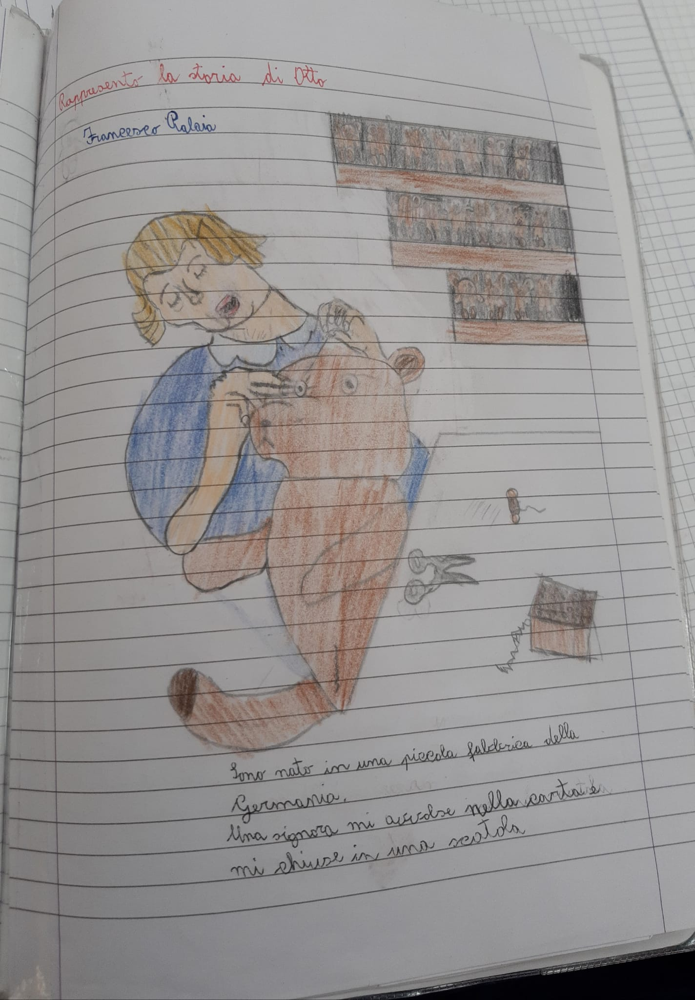 Rappresento la storia di Otto
Francesco Ralaia
Sono nato in una piccola fabbrica della
Germania.
Una signora mi avvolse nella carta e
mi chiuse in una scatola